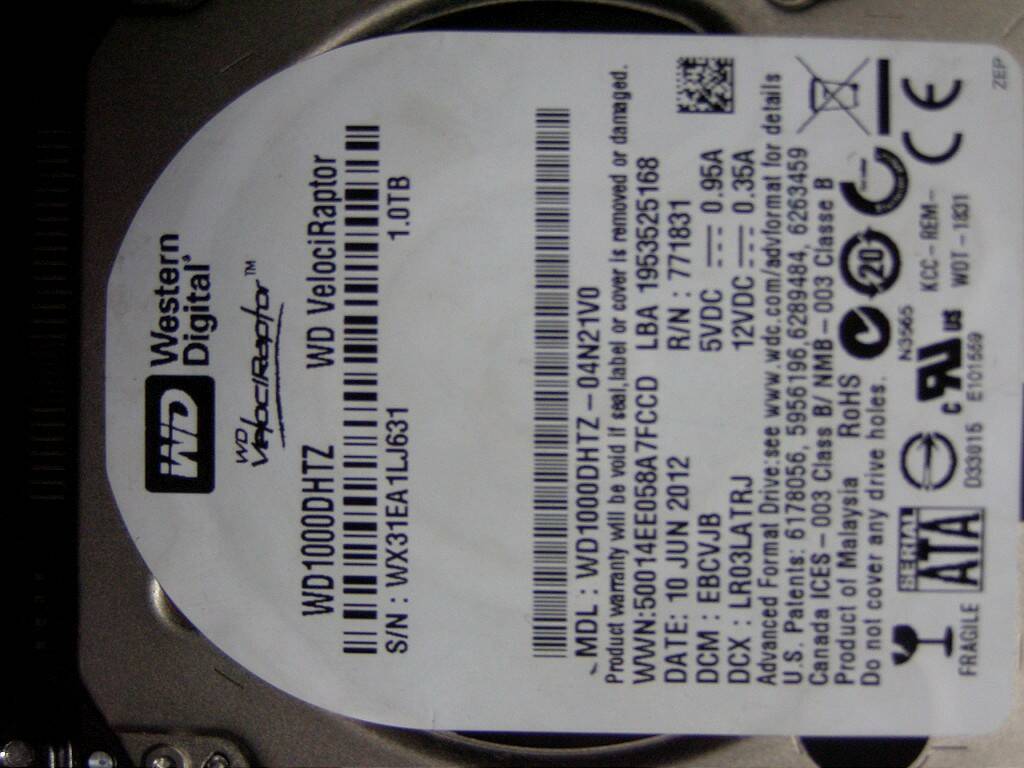 WD
Western
Digital®
WD
VelociRaptor™
WD1000DHTZ WD VelociRaptor
S/N : WX31EA1LJ631 1.0TB
MDL : WD1000DHTZ - 04N21V0
Product warranty will be void if seal, label or cover is removed or damaged.
WWN:50014EE058A7FCCD LBA 1953525168
DATE: 10 JUN 2012 R/N : 771831
DCM : EBCVJB 5VDC 0.95A
DCX : LR03LATRJ 12VDC 0.35A
Advanced Format Drive:see www.wdc.com/advformat for details
U.S. Patents: 6178056, 5956196,6289484, 6263459
Canada ICES - 003 Class B/ NMB - 003 Classe B
Product of Malaysia RoHS
Do not cover any drive holes.
20
N3565
SERIAL
ATA
c RU us
CE
FRAGILE
D33016 E101559
KCC - REM -
WDT - 1831
ZEP